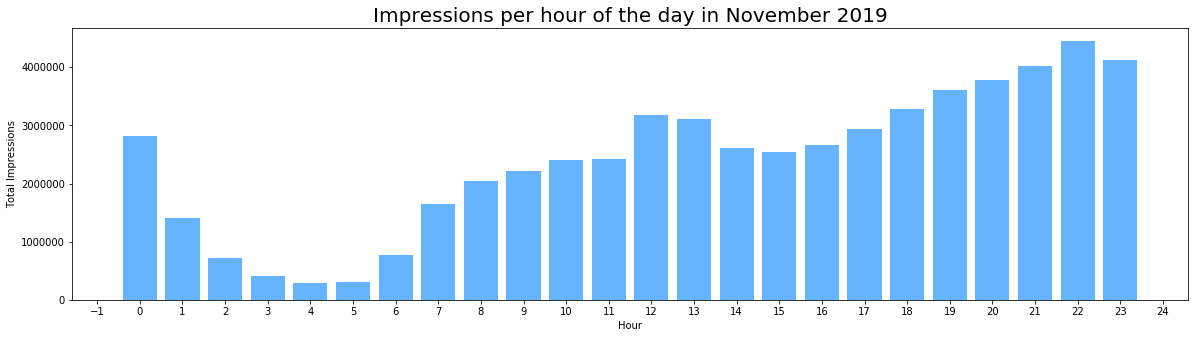 Impressions per hour of the day in November 2019
Total Impressions
4000000
3000000
2000000
1000000
0
−1 0 1 2 3 4 5 6 7 8 9 10 11 12 13 14 15 16 17 18 19 20 21 22 23 24
Hour